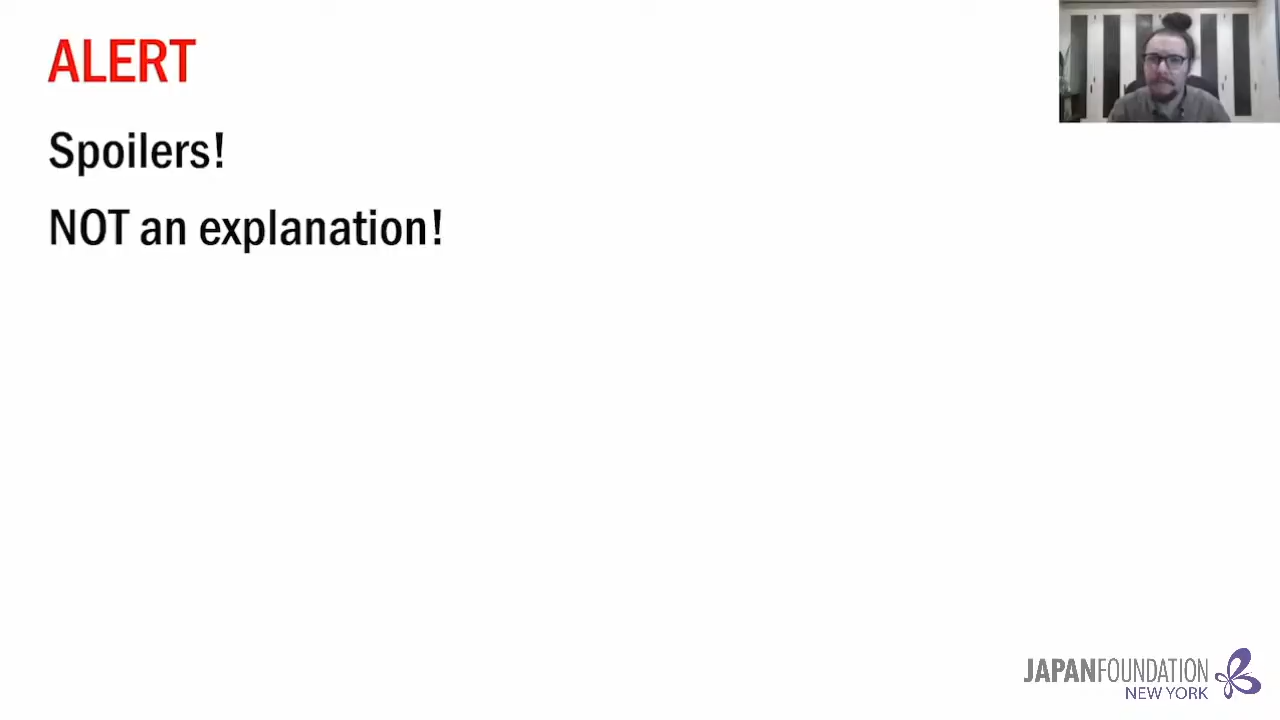 ALERT
Spoilers!
NOT an explanation!
JAPANFOUNDATION
NEW YORK